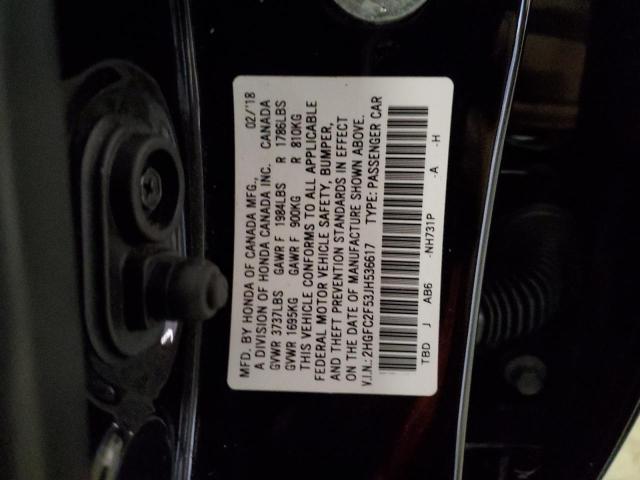 MFD. BY HONDA OF CANADA MFG., 02/'18
A DIVISION OF HONDA CANADA INC. CANADA
GVWR 3737LBS GAWR F 1984LBS R 1786LBS
GVWR 1695KG GAWR F 900KG R 810KG
THIS VEHICLE CONFORMS TO ALL APPLICABLE
FEDERAL MOTOR VEHICLE SAFETY, BUMPER,
AND THEFT PREVENTION STANDARDS IN EFFECT
ON THE DATE OF MANUFACTURE SHOWN ABOVE.
V.I.N.:2HGFC2F53JH536617 TYPE: PASSENGER CAR
TBD J AB6 -NH731P -A -H